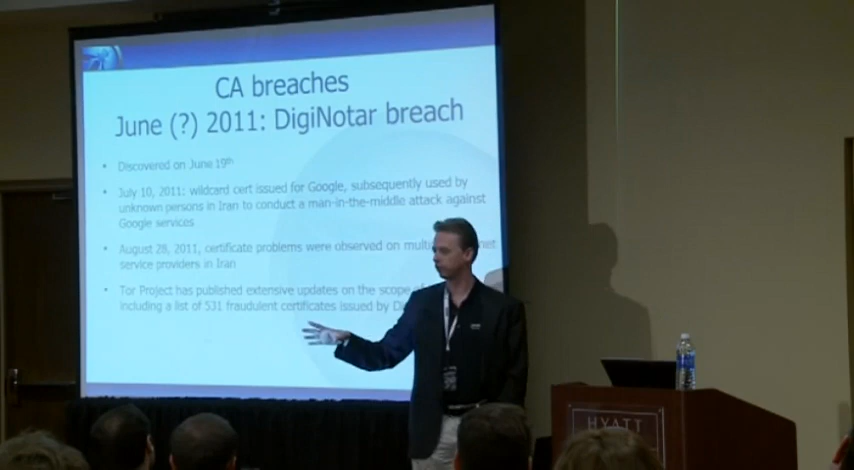 CA breaches
June (?) 2011: DigiNotar breach
• Discovered on June 19th
• July 10, 2011: wildcard cert issued for Google, subsequently used by
unknown persons in Iran to conduct a man-in-the-middle attack against
Google services
• August 28, 2011, certificate problems were observed on
service providers in Iran
• Tor Project has published extensive updates on the scope
including a list of 531 fraudulent certificates issued by
HYATT